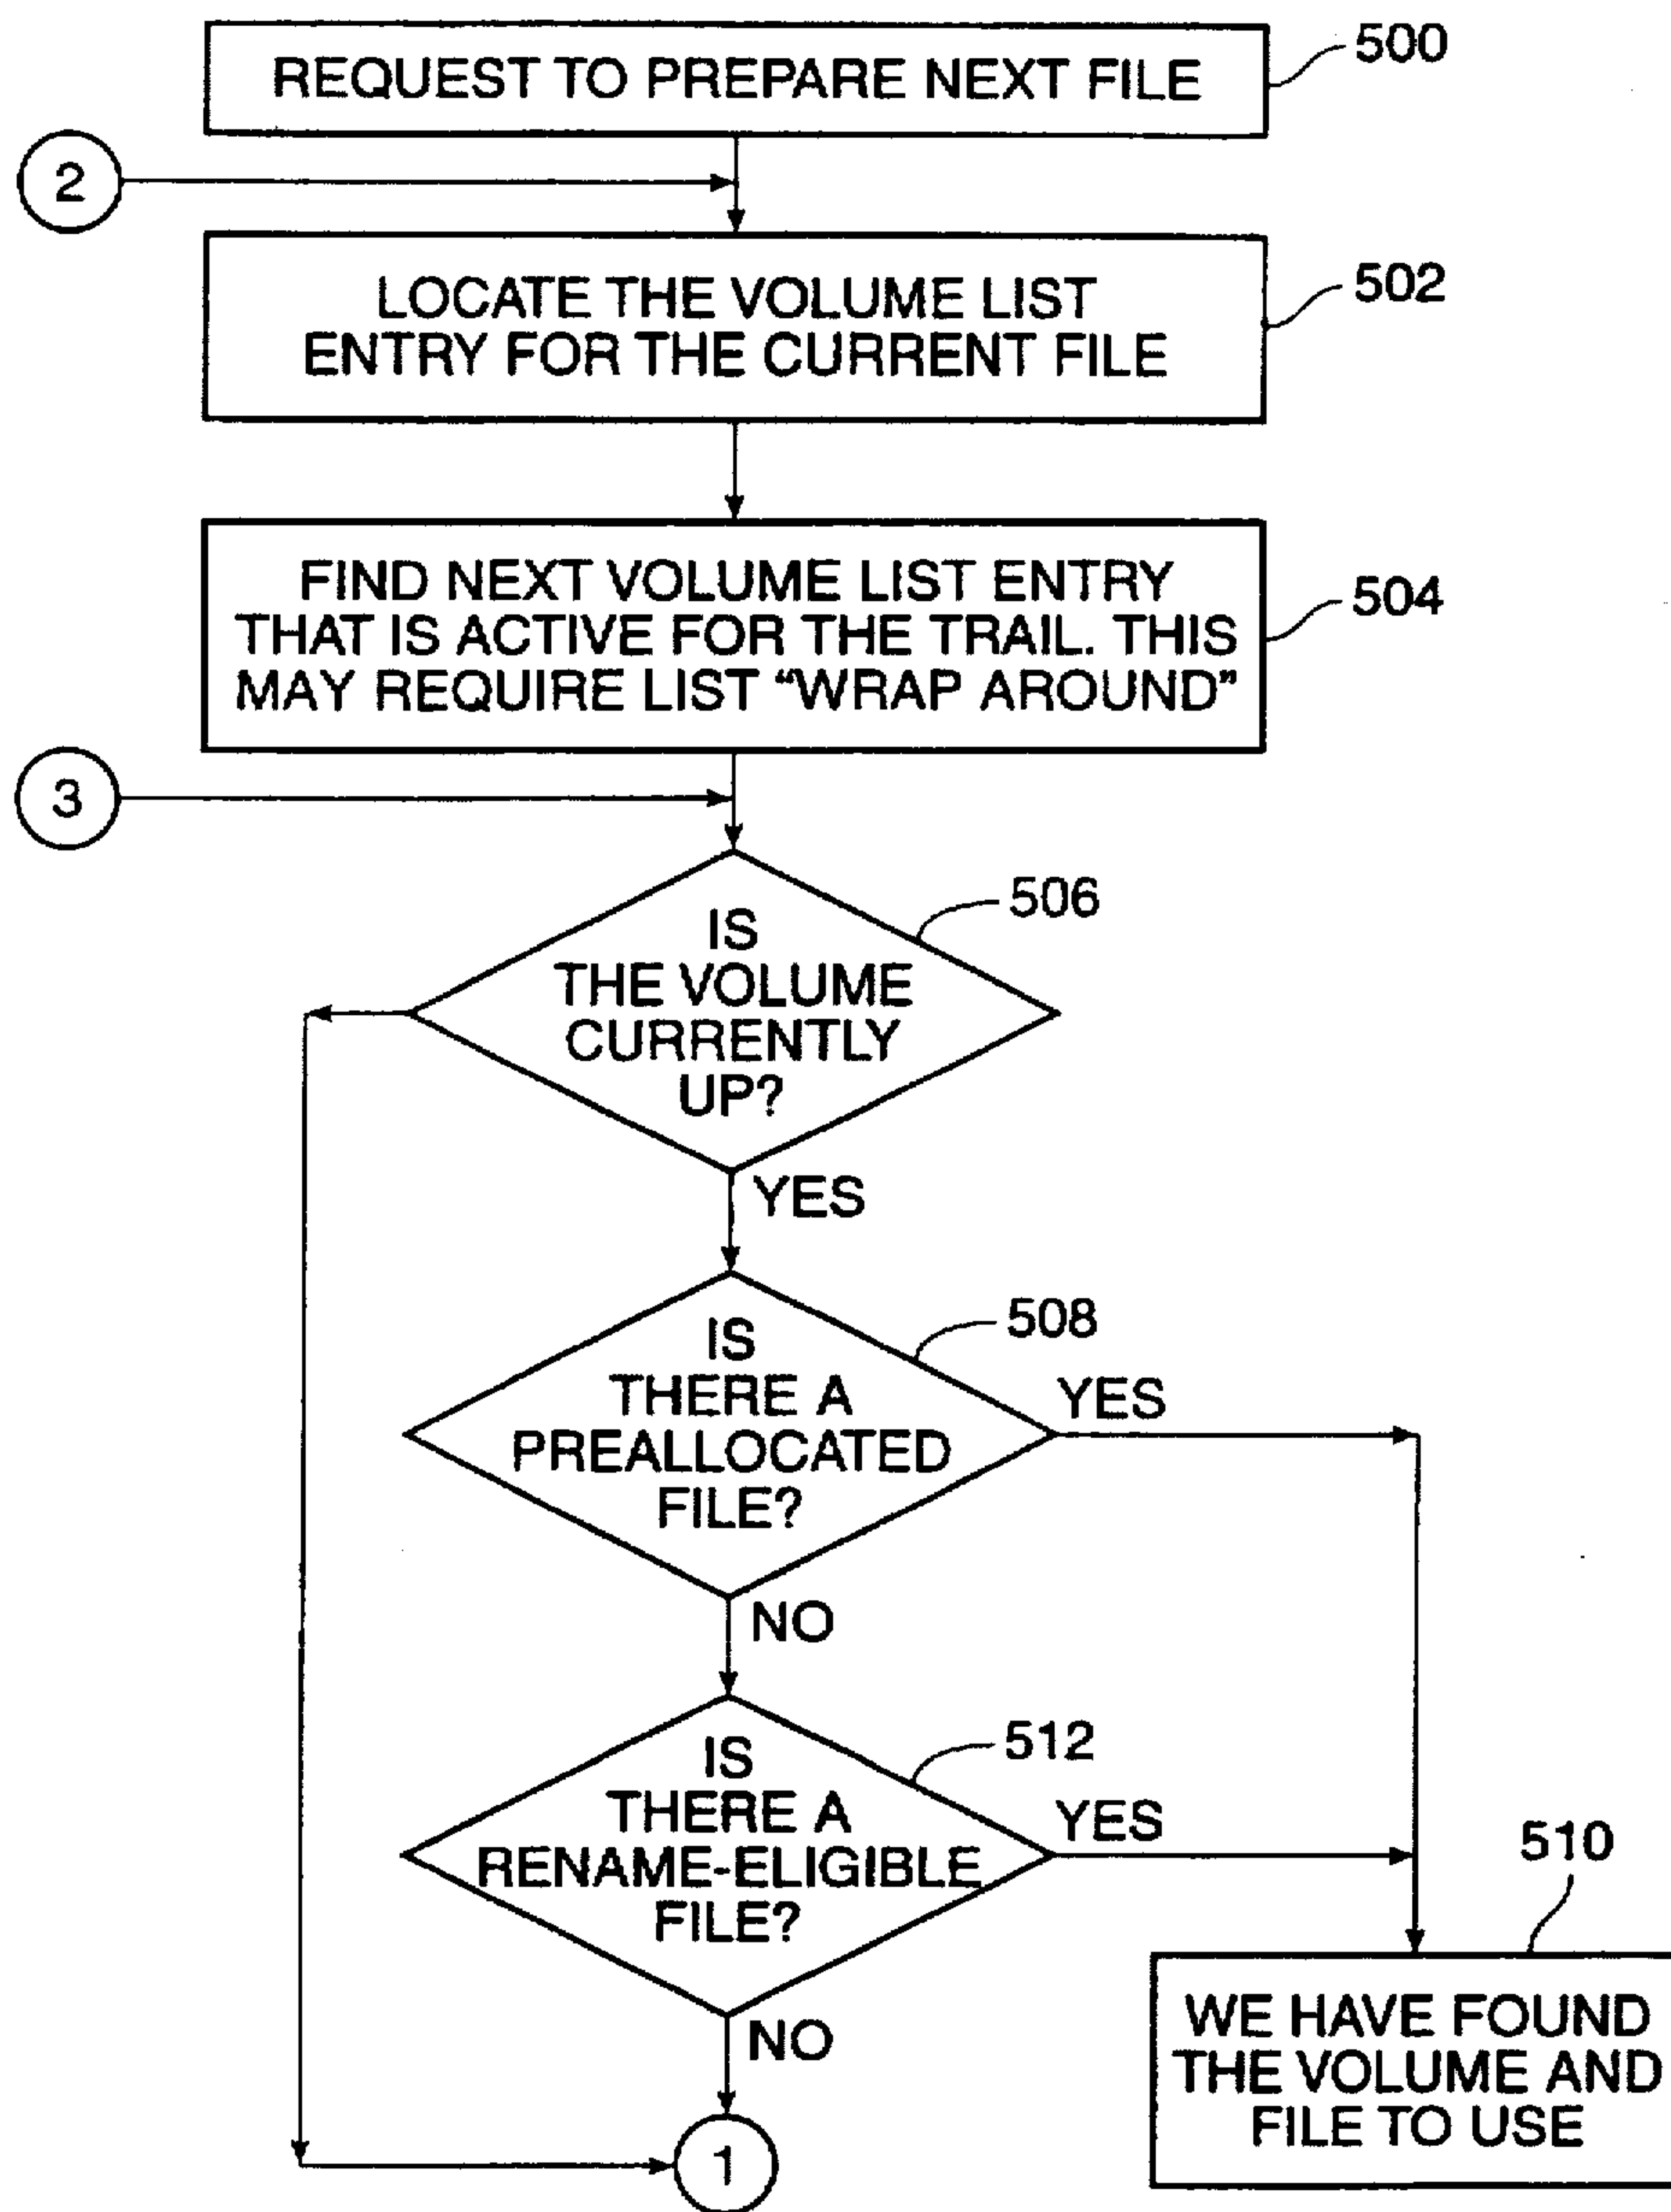 REQUEST TO PREPARE NEXT FILE
500
2
LOCATE THE VOLUME LIST
ENTRY FOR THE CURRENT FILE
502
FIND NEXT VOLUME LIST ENTRY
THAT IS ACTIVE FOR THE TRAIL. THIS
MAY REQUIRE LIST “WRAP AROUND”
504
3
IS
THE VOLUME
CURRENTLY
UP?
506
YES
IS
THERE A
PREALLOCATED
FILE?
508
YES
NO
IS
THERE A
RENAME-ELIGIBLE
FILE?
512
YES
510
NO
WE HAVE FOUND
THE VOLUME AND
FILE TO USE
1